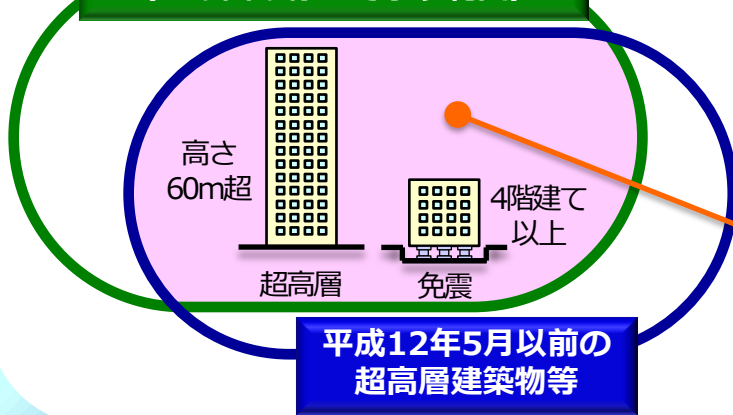 高さ
60m超
4階建て
以上
超高層
免震
平成12年5月以前の
超高層建築物等